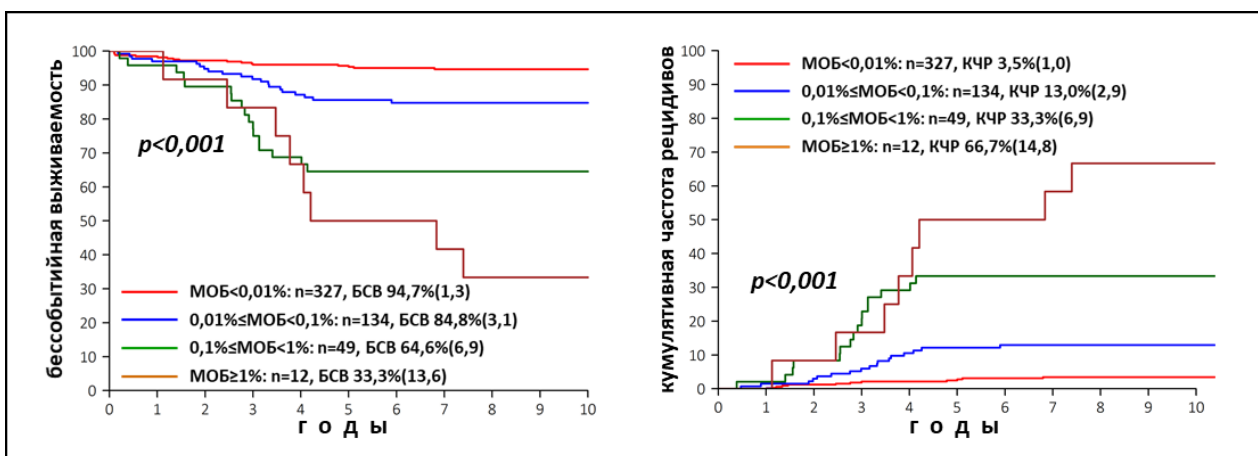 бессобытийная выживаемость
100
90
80
70
60
50
40
30
20
10
0
p<0,001
МОБ<0,01%: n=327, БСВ 94,7%(1,3)
0,01%≤МОБ<0,1%: n=134, БСВ 84,8%(3,1)
0,1%≤МОБ<1%: n=49, БСВ 64,6%(6,9)
МОБ≥1%: n=12, БСВ 33,3%(13,6)
0 1 2 3 4 5 6 7 8 9 10
г о д ы
кумулятивная частота рецидивов
100
90
80
70
60
50
40
30
20
10
0
МОБ<0,01%: n=327, КЧР 3,5%(1,0)
0,01%≤МОБ<0,1%: n=134, КЧР 13,0%(2,9)
0,1%≤МОБ<1%: n=49, КЧР 33,3%(6,9)
МОБ≥1%: n=12, КЧР 66,7%(14,8)
p<0,001
0 1 2 3 4 5 6 7 8 9 10
г о д ы